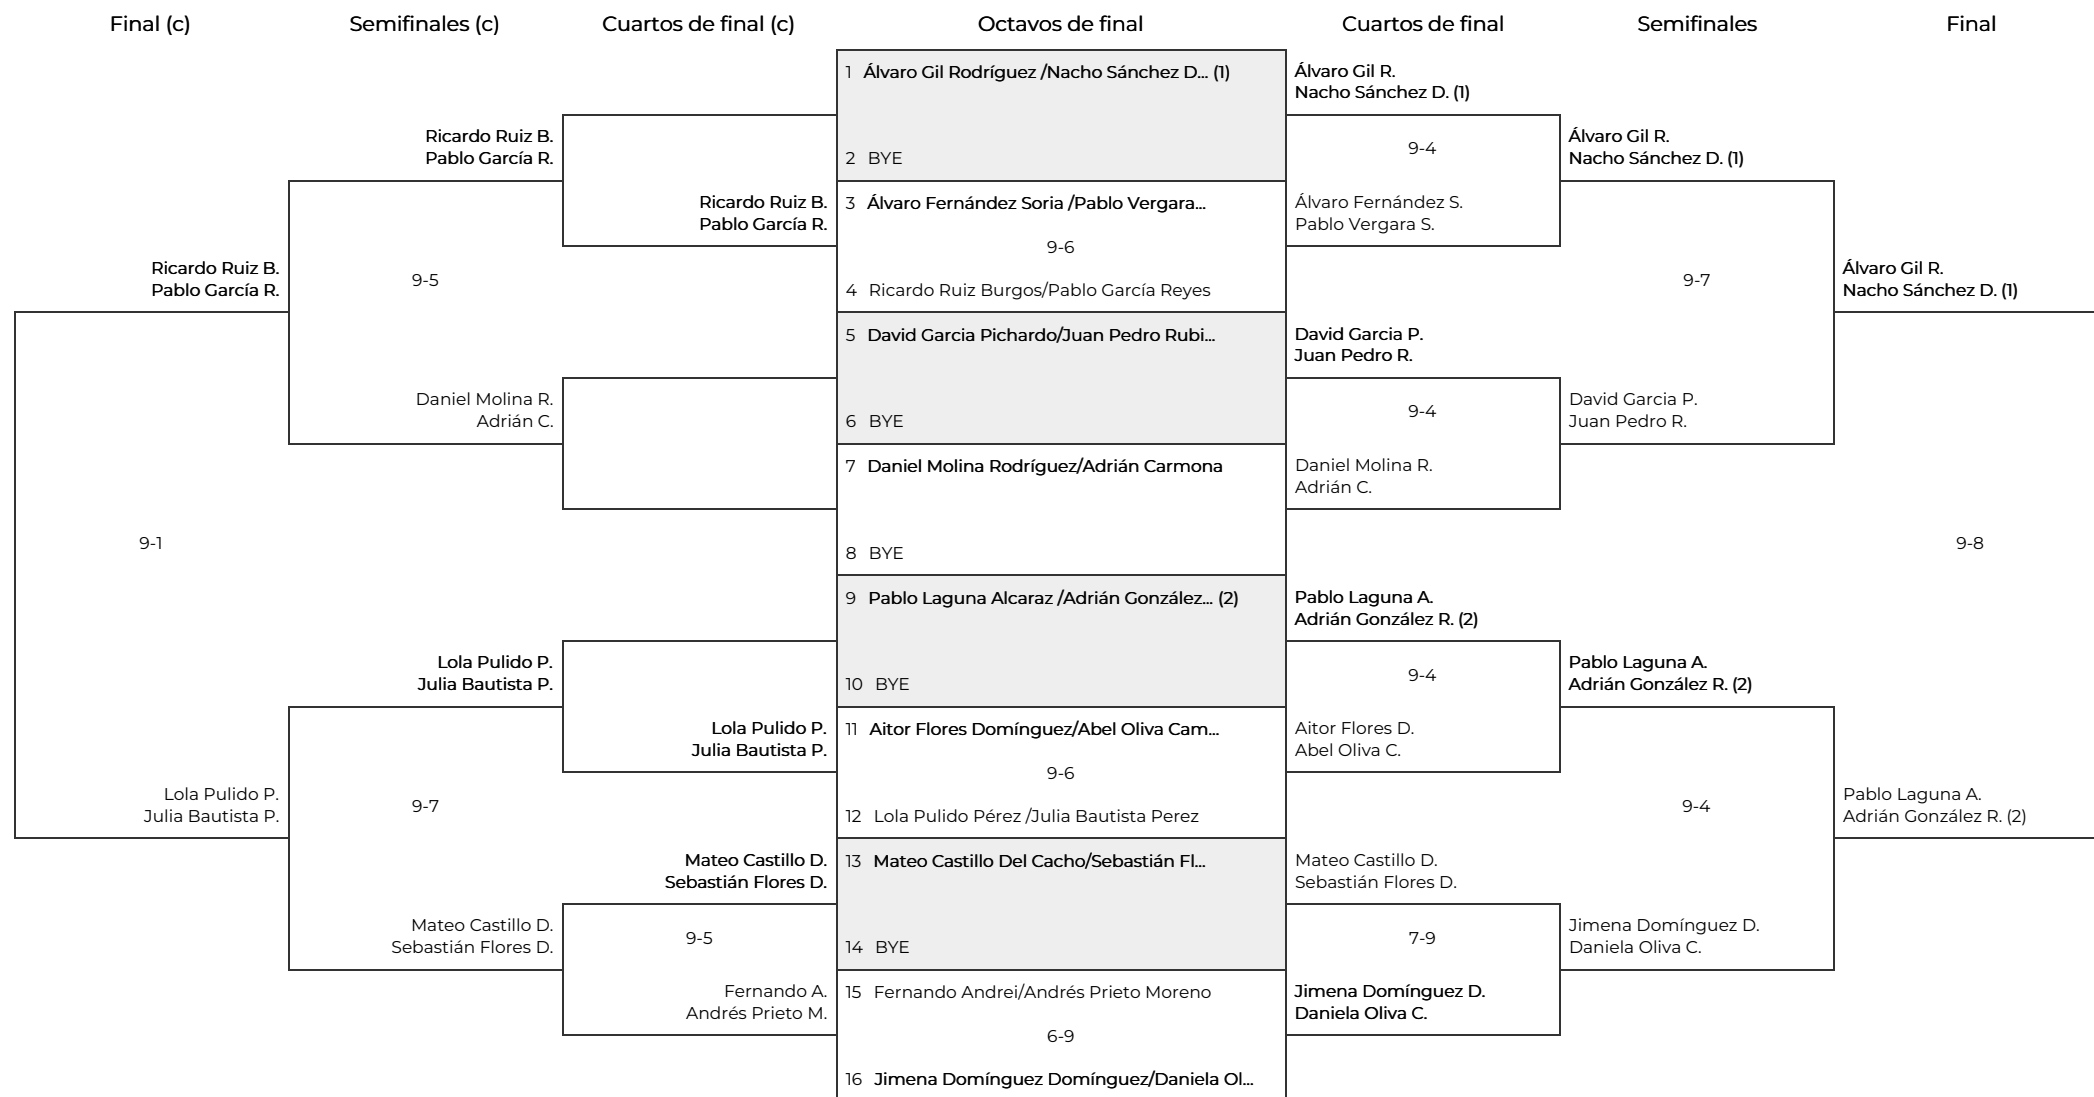 Final (c)
Semifinales (c)
Cuartos de final (c)
Octavos de final
Cuartos de final
Semifinales
Final
Ricardo Ruiz B.
Pablo García R.
9-1
Lola Pulido P.
Julia Bautista P.
Ricardo Ruiz B.
Pablo García R.
9-5
Daniel Molina R.
Adrián C.
Lola Pulido P.
Julia Bautista P.
9-7
Mateo Castillo D.
Sebastián Flores D.
Ricardo Ruiz B.
Pablo García R.
Lola Pulido P.
Julia Bautista P.
Mateo Castillo D.
Sebastián Flores D.
9-5
Fernando A.
Andrés Prieto M.
1 Álvaro Gil Rodríguez /Nacho Sánchez D... (1)
2 BYE
3 Álvaro Fernández Soria /Pablo Vergara...
9-6
4 Ricardo Ruiz Burgos/Pablo García Reyes
5 David Garcia Pichardo/Juan Pedro Rubi...
6 BYE
7 Daniel Molina Rodríguez/Adrián Carmona
8 BYE
9 Pablo Laguna Alcaraz /Adrián González... (2)
10 BYE
11 Aitor Flores Domínguez/Abel Oliva Cam...
9-6
12 Lola Pulido Pérez /Julia Bautista Perez
13 Mateo Castillo Del Cacho/Sebastián Fl...
14 BYE
15 Fernando Andrei/Andrés Prieto Moreno
6-9
16 Jimena Domínguez Domínguez/Daniela Ol...
Álvaro Gil R.
Nacho Sánchez D. (1)
9-4
Álvaro Fernández S.
Pablo Vergara S.
David Garcia P.
Juan Pedro R.
9-4
Daniel Molina R.
Adrián C.
Pablo Laguna A.
Adrián González R. (2)
9-4
Aitor Flores D.
Abel Oliva C.
Mateo Castillo D.
Sebastián Flores D.
7-9
Jimena Domínguez D.
Daniela Oliva C.
Álvaro Gil R.
Nacho Sánchez D. (1)
9-7
David Garcia P.
Juan Pedro R.
Pablo Laguna A.
Adrián González R. (2)
9-4
Jimena Domínguez D.
Daniela Oliva C.
Álvaro Gil R.
Nacho Sánchez D. (1)
9-8
Pablo Laguna A.
Adrián González R. (2)